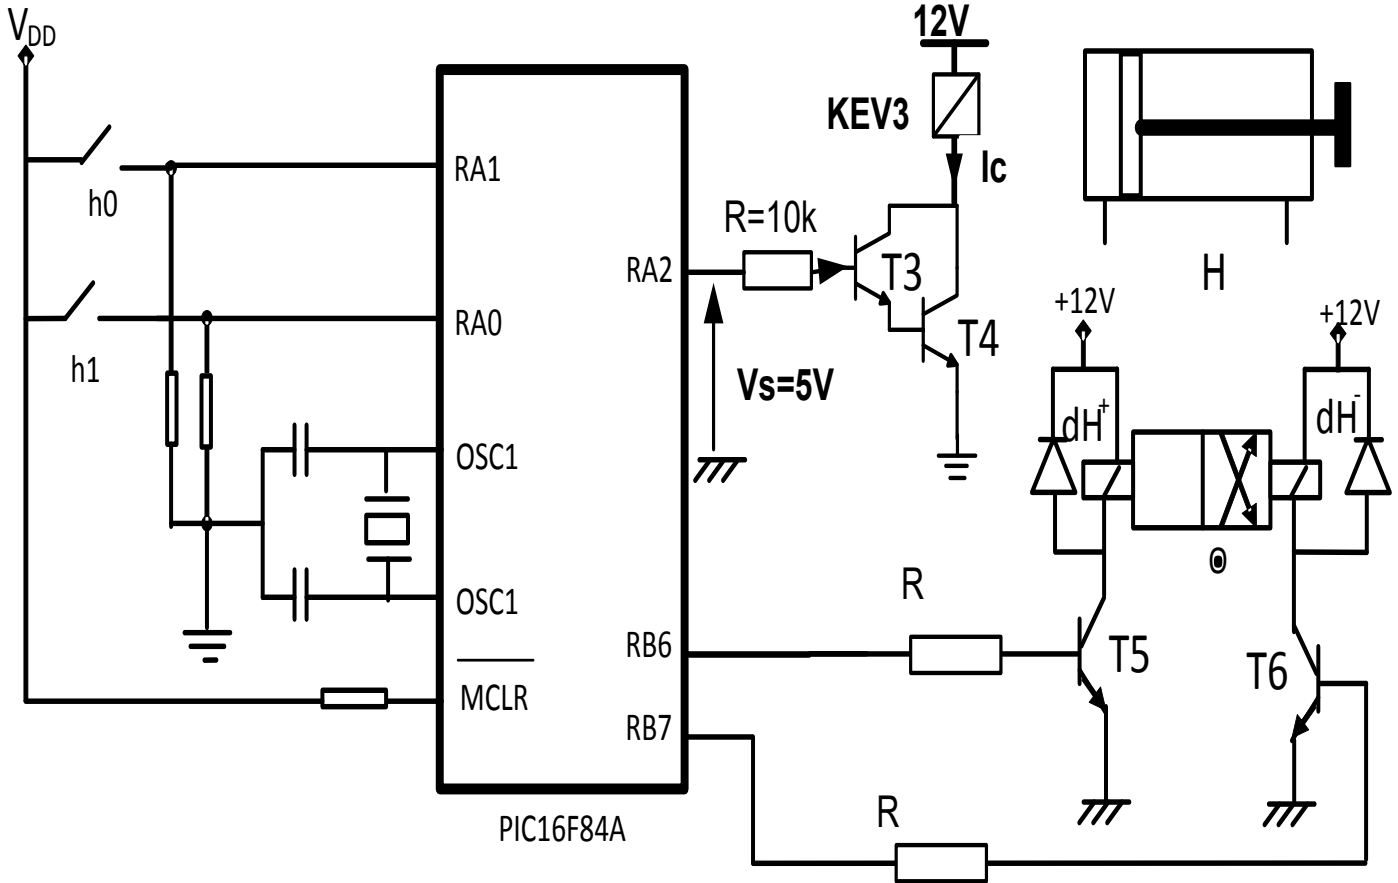 VDD
12V
KEV3
Ic
RA1
h0
R=10k
RA2
T3
H
+12V
+12V
RA0
T4
h1
Vs=5V
dH+
dH-
OSC1
OSC1
R
RB6
T5
T6
MCLR
RB7
PIC16F84A
R